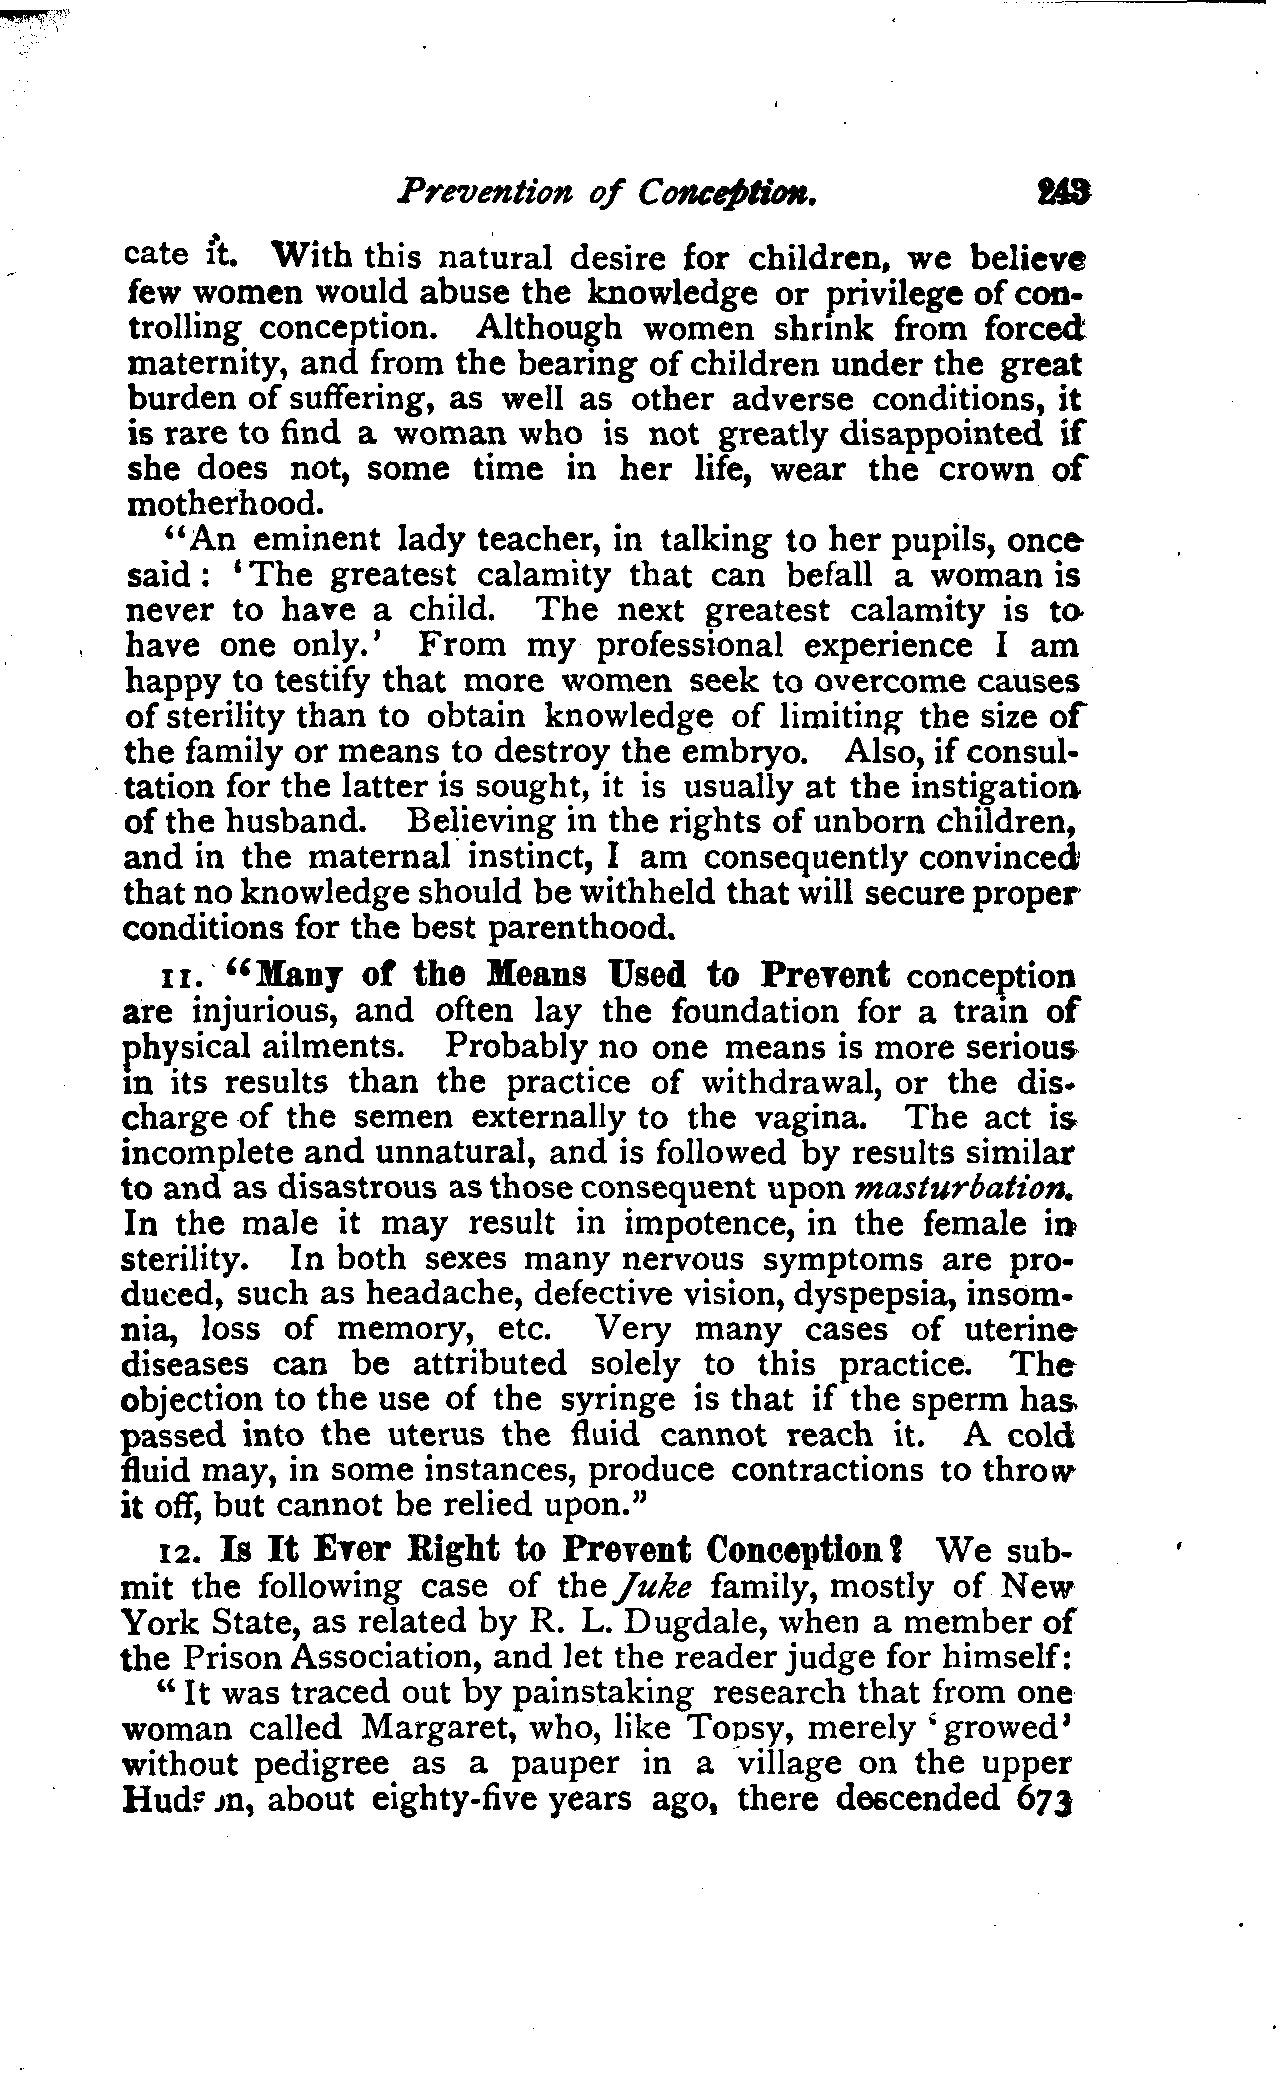 Prevention of Conception. 243
cate it. With this natural desire for children, we believe
few women would abuse the knowledge or privilege of con-
trolling conception. Although women shrink from forced
maternity, and from the bearing of children under the great
burden of suffering, as well as other adverse conditions, it
is rare to find a woman who is not greatly disappointed if
she does not, some time in her life, wear the crown of
motherhood.
"An eminent lady teacher, in talking to her pupils, once
said : 'The greatest calamity that can befall a woman is
never to have a child. The next greatest calamity is to
have one only.' From my professional experience I am
happy to testify that more women seek to overcome causes
of sterility than to obtain knowledge of limiting the size of
the family or means to destroy the embryo. Also, if consul-
tation for the latter is sought, it is usually at the instigation
of the husband. Believing in the rights of unborn children,
and in the maternal instinct, I am consequently convinced
that no knowledge should be withheld that will secure proper
conditions for the best parenthood.
11. "Many of the Means Used to Prevent conception
are injurious, and often lay the foundation for a train of
physical ailments. Probably no one means is more serious
in its results than the practice of withdrawal, or the dis-
charge of the semen externally to the vagina. The act is
incomplete and unnatural, and is followed by results similar
to and as disastrous as those consequent upon masturbation.
In the male it may result in impotence, in the female in
sterility. In both sexes many nervous symptoms are pro-
duced, such as headache, defective vision, dyspepsia, insom-
nia, loss of memory, etc. Very many cases of uterine
diseases can be attributed solely to this practice. The
objection to the use of the syringe is that if the sperm has
passed into the uterus the fluid cannot reach it. A cold
fluid may, in some instances, produce contractions to throw
it off, but cannot be relied upon."
12. Is It Ever Right to Prevent Conception? We sub-
mit the following case of the Juke family, mostly of New
York State, as related by R. L. Dugdale, when a member of
the Prison Association, and let the reader judge for himself:
"It was traced out by painstaking research that from one
woman called Margaret, who, like Topsy, merely 'growed'
without pedigree as a pauper in a village on the upper
Hudson, about eighty-five years ago, there descended 673